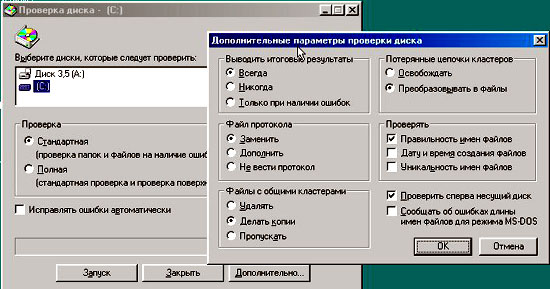 Проверка диска - (C:)
Выберите диски, которые следует проверить:
Диск 3,5 (A:)
(C:)
Проверка
Стандартная
(проверка папок и файлов на наличие ошиб
Полная
(стандартная проверка и проверка поверхн
Исправлять ошибки автоматически
Запуск
Закрыть
Дополнительно...
Дополнительные параметры проверки диска
Выводить итоговые результаты
Всегда
Никогда
Только при наличии ошибок
Файл протокола
Заменить
Дополнить
Не вести протокол
Файлы с общими кластерами
Удалять
Делать копии
Пропускать
Потерянные цепочки кластеров
Освобождать
Преобразовывать в файлы
Проверять
Правильность имен файлов
Дату и время создания файлов
Уникальность имен файлов
Проверить сперва несущий диск
Сообщать об ошибках длины
имен файлов для режима MS-DOS
OK
Отмена